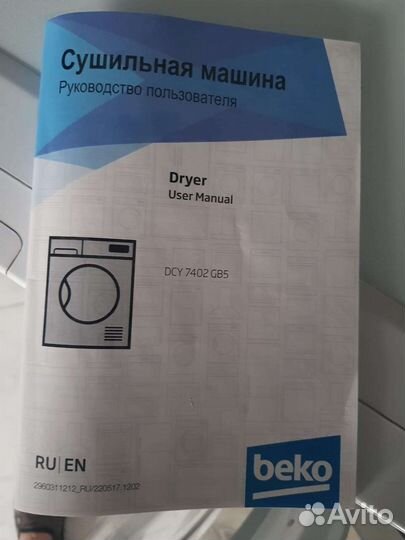 Сушильная машина
Руководство пользователя
Dryer
User Manual
DCY 7402 GB5
RU|EN
2960311212_RU/220517.1202
beko
Avito